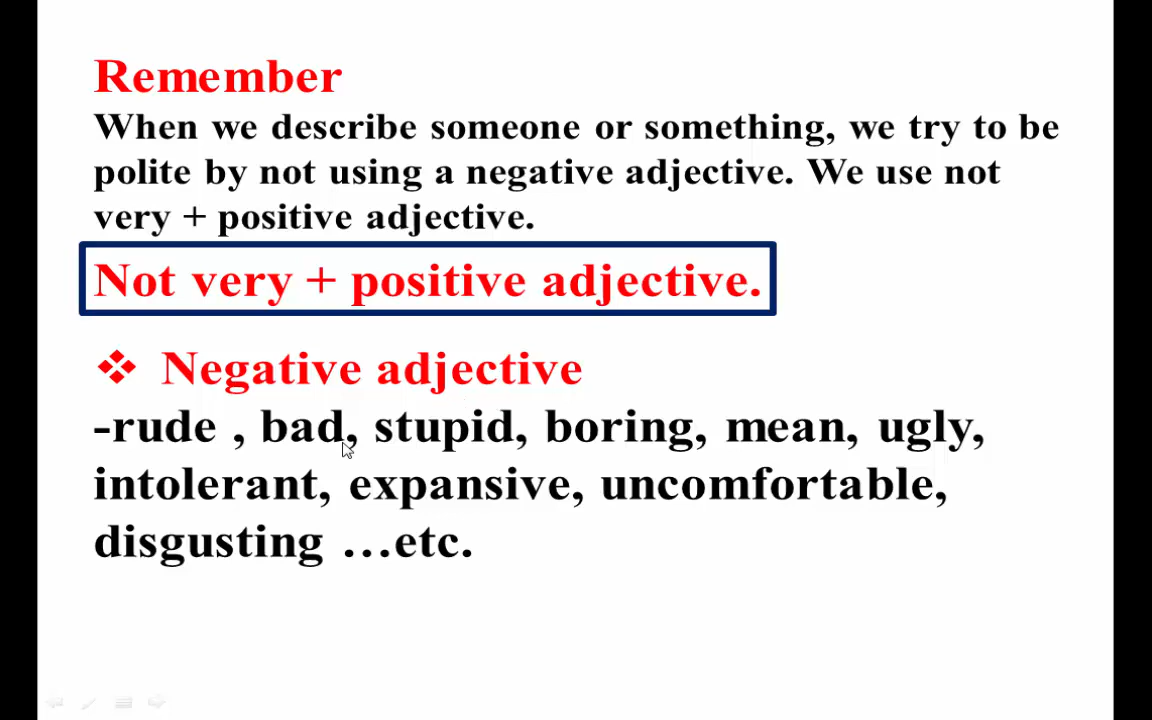 Remember
When we describe someone or something, we try to be
polite by not using a negative adjective. We use not
very + positive adjective.
Not very + positive adjective.
❖ Negative adjective
-rude , bad, stupid, boring, mean, ugly,
intolerant, expansive, uncomfortable,
disgusting …etc.